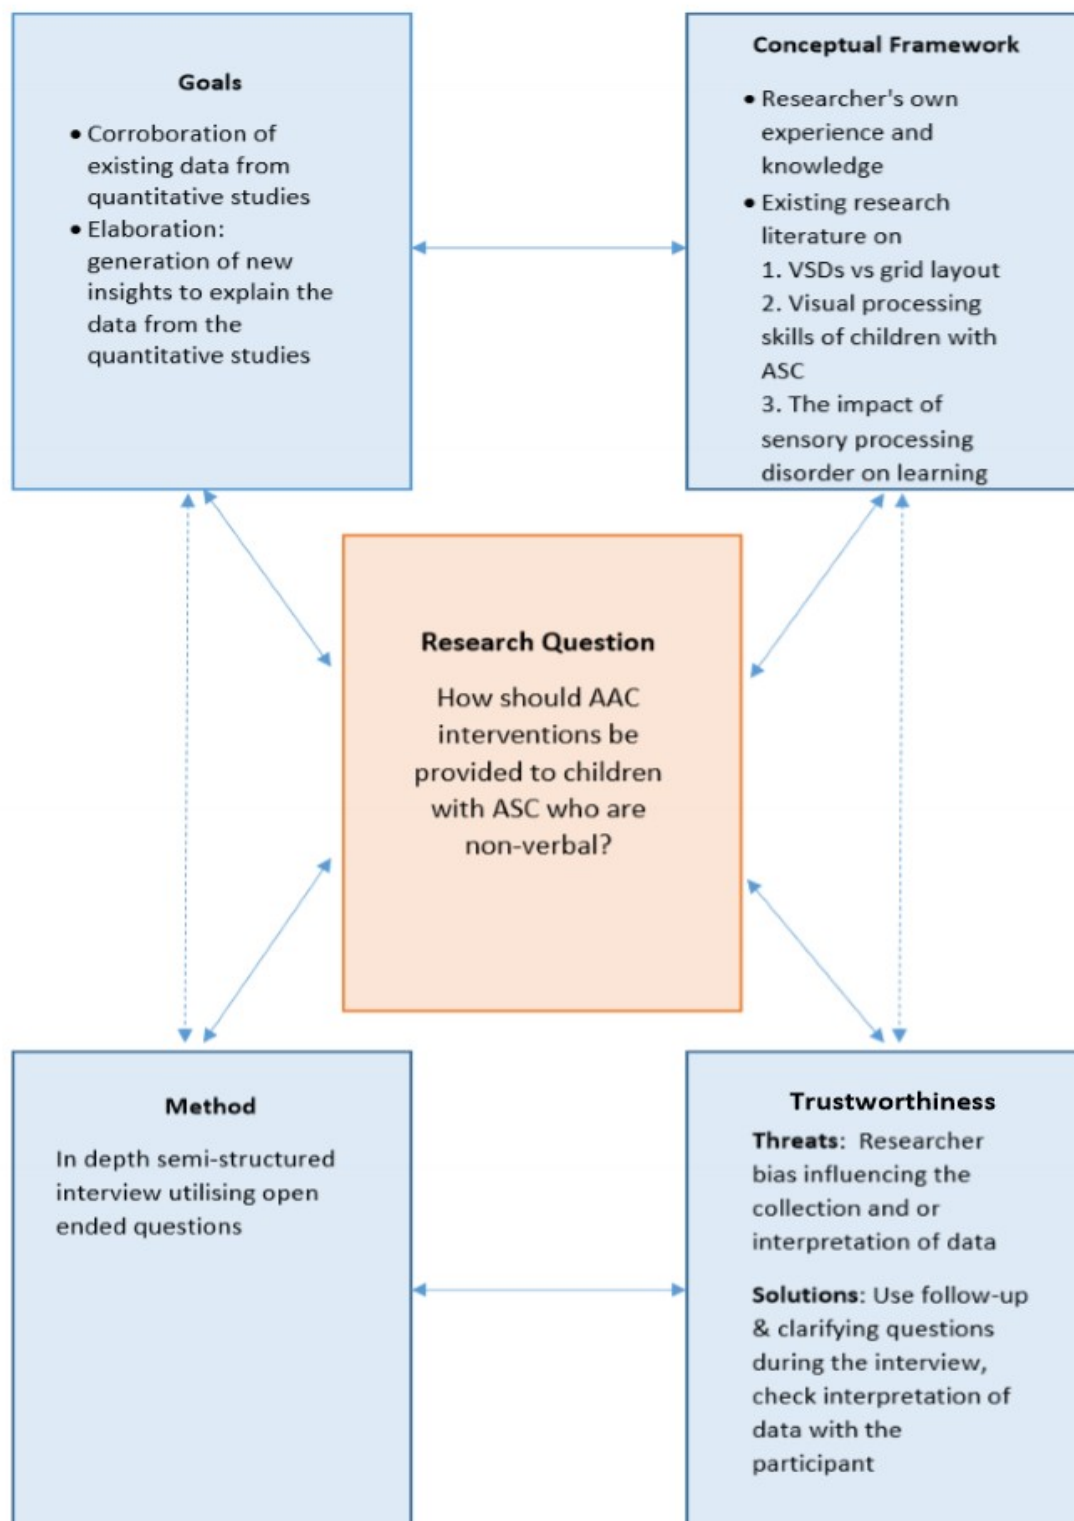 Goals
• Corroboration of
existing data from
quantitative studies
• Elaboration:
generation of new
insights to explain the
data from the
quantitative studies
Conceptual Framework
• Researcher's own
experience and
knowledge
• Existing research
literature on
1. VSDs vs grid layout
2. Visual processing
skills of children with
ASC
3. The impact of
sensory processing
disorder on learning
Research Question
How should AAC
interventions be
provided to children
with ASC who are
non-verbal?
Method
In depth semi-structured
interview utilising open
ended questions
Trustworthiness
Threats: Researcher
bias influencing the
collection and or
interpretation of data
Solutions: Use follow-up
& clarifying questions
during the interview,
check interpretation of
data with the
participant